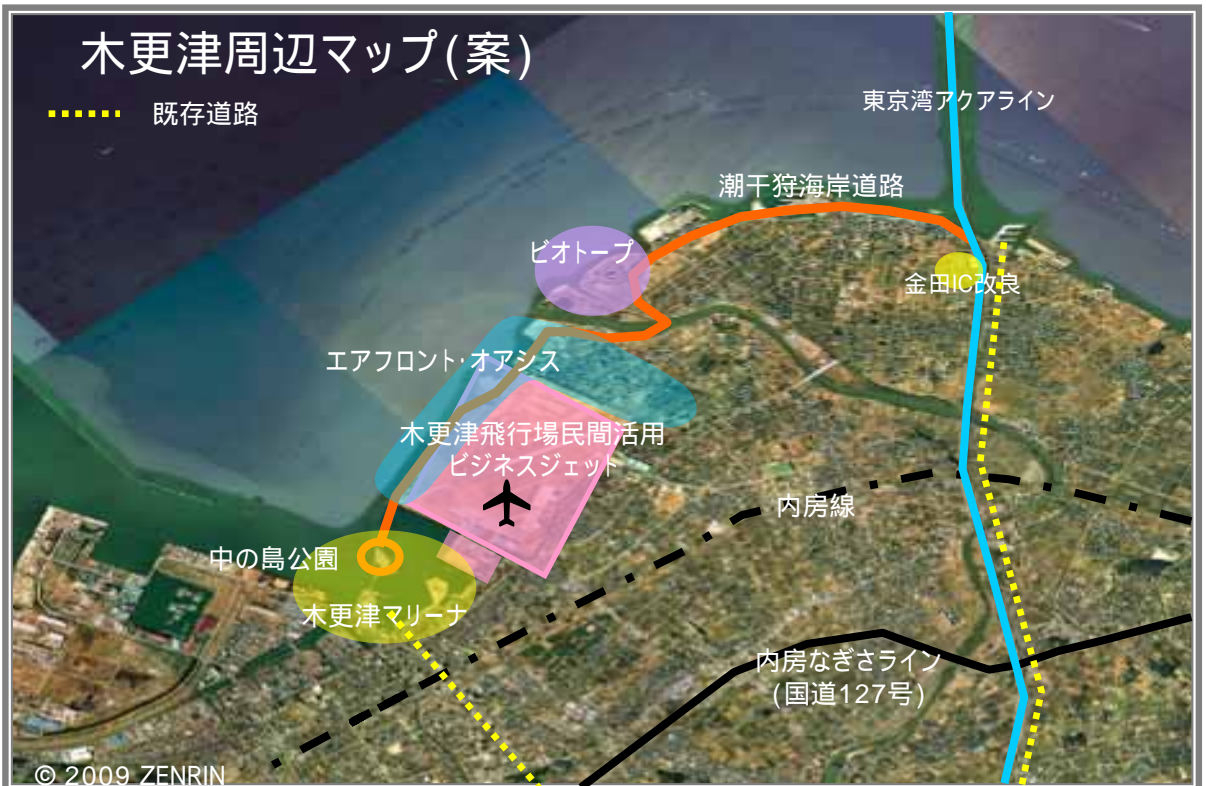 木更津周辺マップ(案)
既存道路
東京湾アクアライン
潮干狩海岸道路
ビオトープ
金田IC改良
エアフロント・オアシス
木更津飛行場民間活用
ビジネスジェット
内房線
中の島公園
木更津マリーナ
内房なぎさライン
(国道127号)
© 2009 ZENRIN